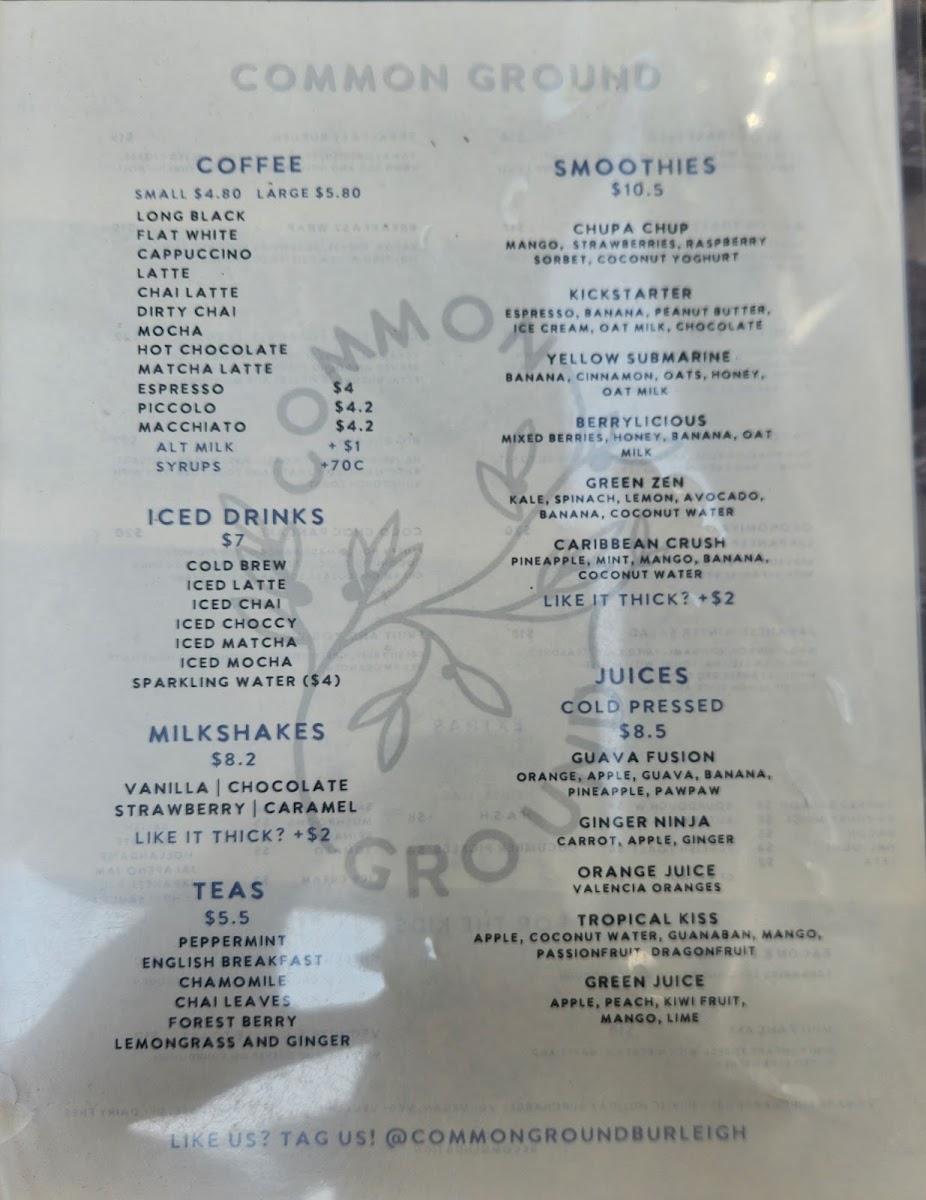 COMMON GROUND
COFFEE
SMALL $4.80 LARGE $5.80
LONG BLACK
FLAT WHITE
CAPPUCCINO
LATTE
CHAI LATTE
DIRTY CHAI
MOCHA
HOT CHOCOLATE
MATCHA LATTE
ESPRESSO $4
PICCOLO $4.2
MACCHIATO $4.2
ALT MILK + $1
SYRUPS +70C
ICED DRINKS
$7
COLD BREW
ICED LATTE
ICED CHAI
ICED CHOCCY
ICED MATCHA
ICED MOCHA
SPARKLING WATER ($4)
MILKSHAKES
$8.2
VANILLA | CHOCOLATE
STRAWBERRY | CARAMEL
LIKE IT THICK? +$2
TEAS
$5.5
PEPPERMINT
ENGLISH BREAKFAST
CHAMOMILE
CHAI LEAVES
FOREST BERRY
LEMONGRASS AND GINGER
SMOOTHIES
$10.5
CHUPA CHUP
MANGO, STRAWBERRIES, RASPBERRY
SORBET, COCONUT YOGHURT
KICKSTARTER
ESPRESSO, BANANA, PEANUT BUTTER,
ICE CREAM, OAT MILK, CHOCOLATE
YELLOW SUBMARINE
BANANA, CINNAMON, OATS, HONEY,
OAT MILK
BERRYLICIOUS
MIXED BERRIES, HONEY, BANANA, OAT
MILK
GREEN ZEN
KALE, SPINACH, LEMON, AVOCADO,
BANANA, COCONUT WATER
CARIBBEAN CRUSH
PINEAPPLE, MINT, MANGO, BANANA,
COCONUT WATER
LIKE IT THICK? +$2
JUICES
COLD PRESSED
$8.5
GUAVA FUSION
ORANGE, APPLE, GUAVA, BANANA,
PINEAPPLE, PAWPAW
GINGER NINJA
CARROT, APPLE, GINGER
ORANGE JUICE
VALENCIA ORANGES
TROPICAL KISS
APPLE, COCONUT WATER, GUANABAN, MANGO,
PASSIONFRUIT, DRAGONFRUIT
GREEN JUICE
APPLE, PEACH, KIWI FRUIT,
MANGO, LIME
COMMON
GROUND
LIKE US? TAG US! @COMMONGROUNDBURLEIGH